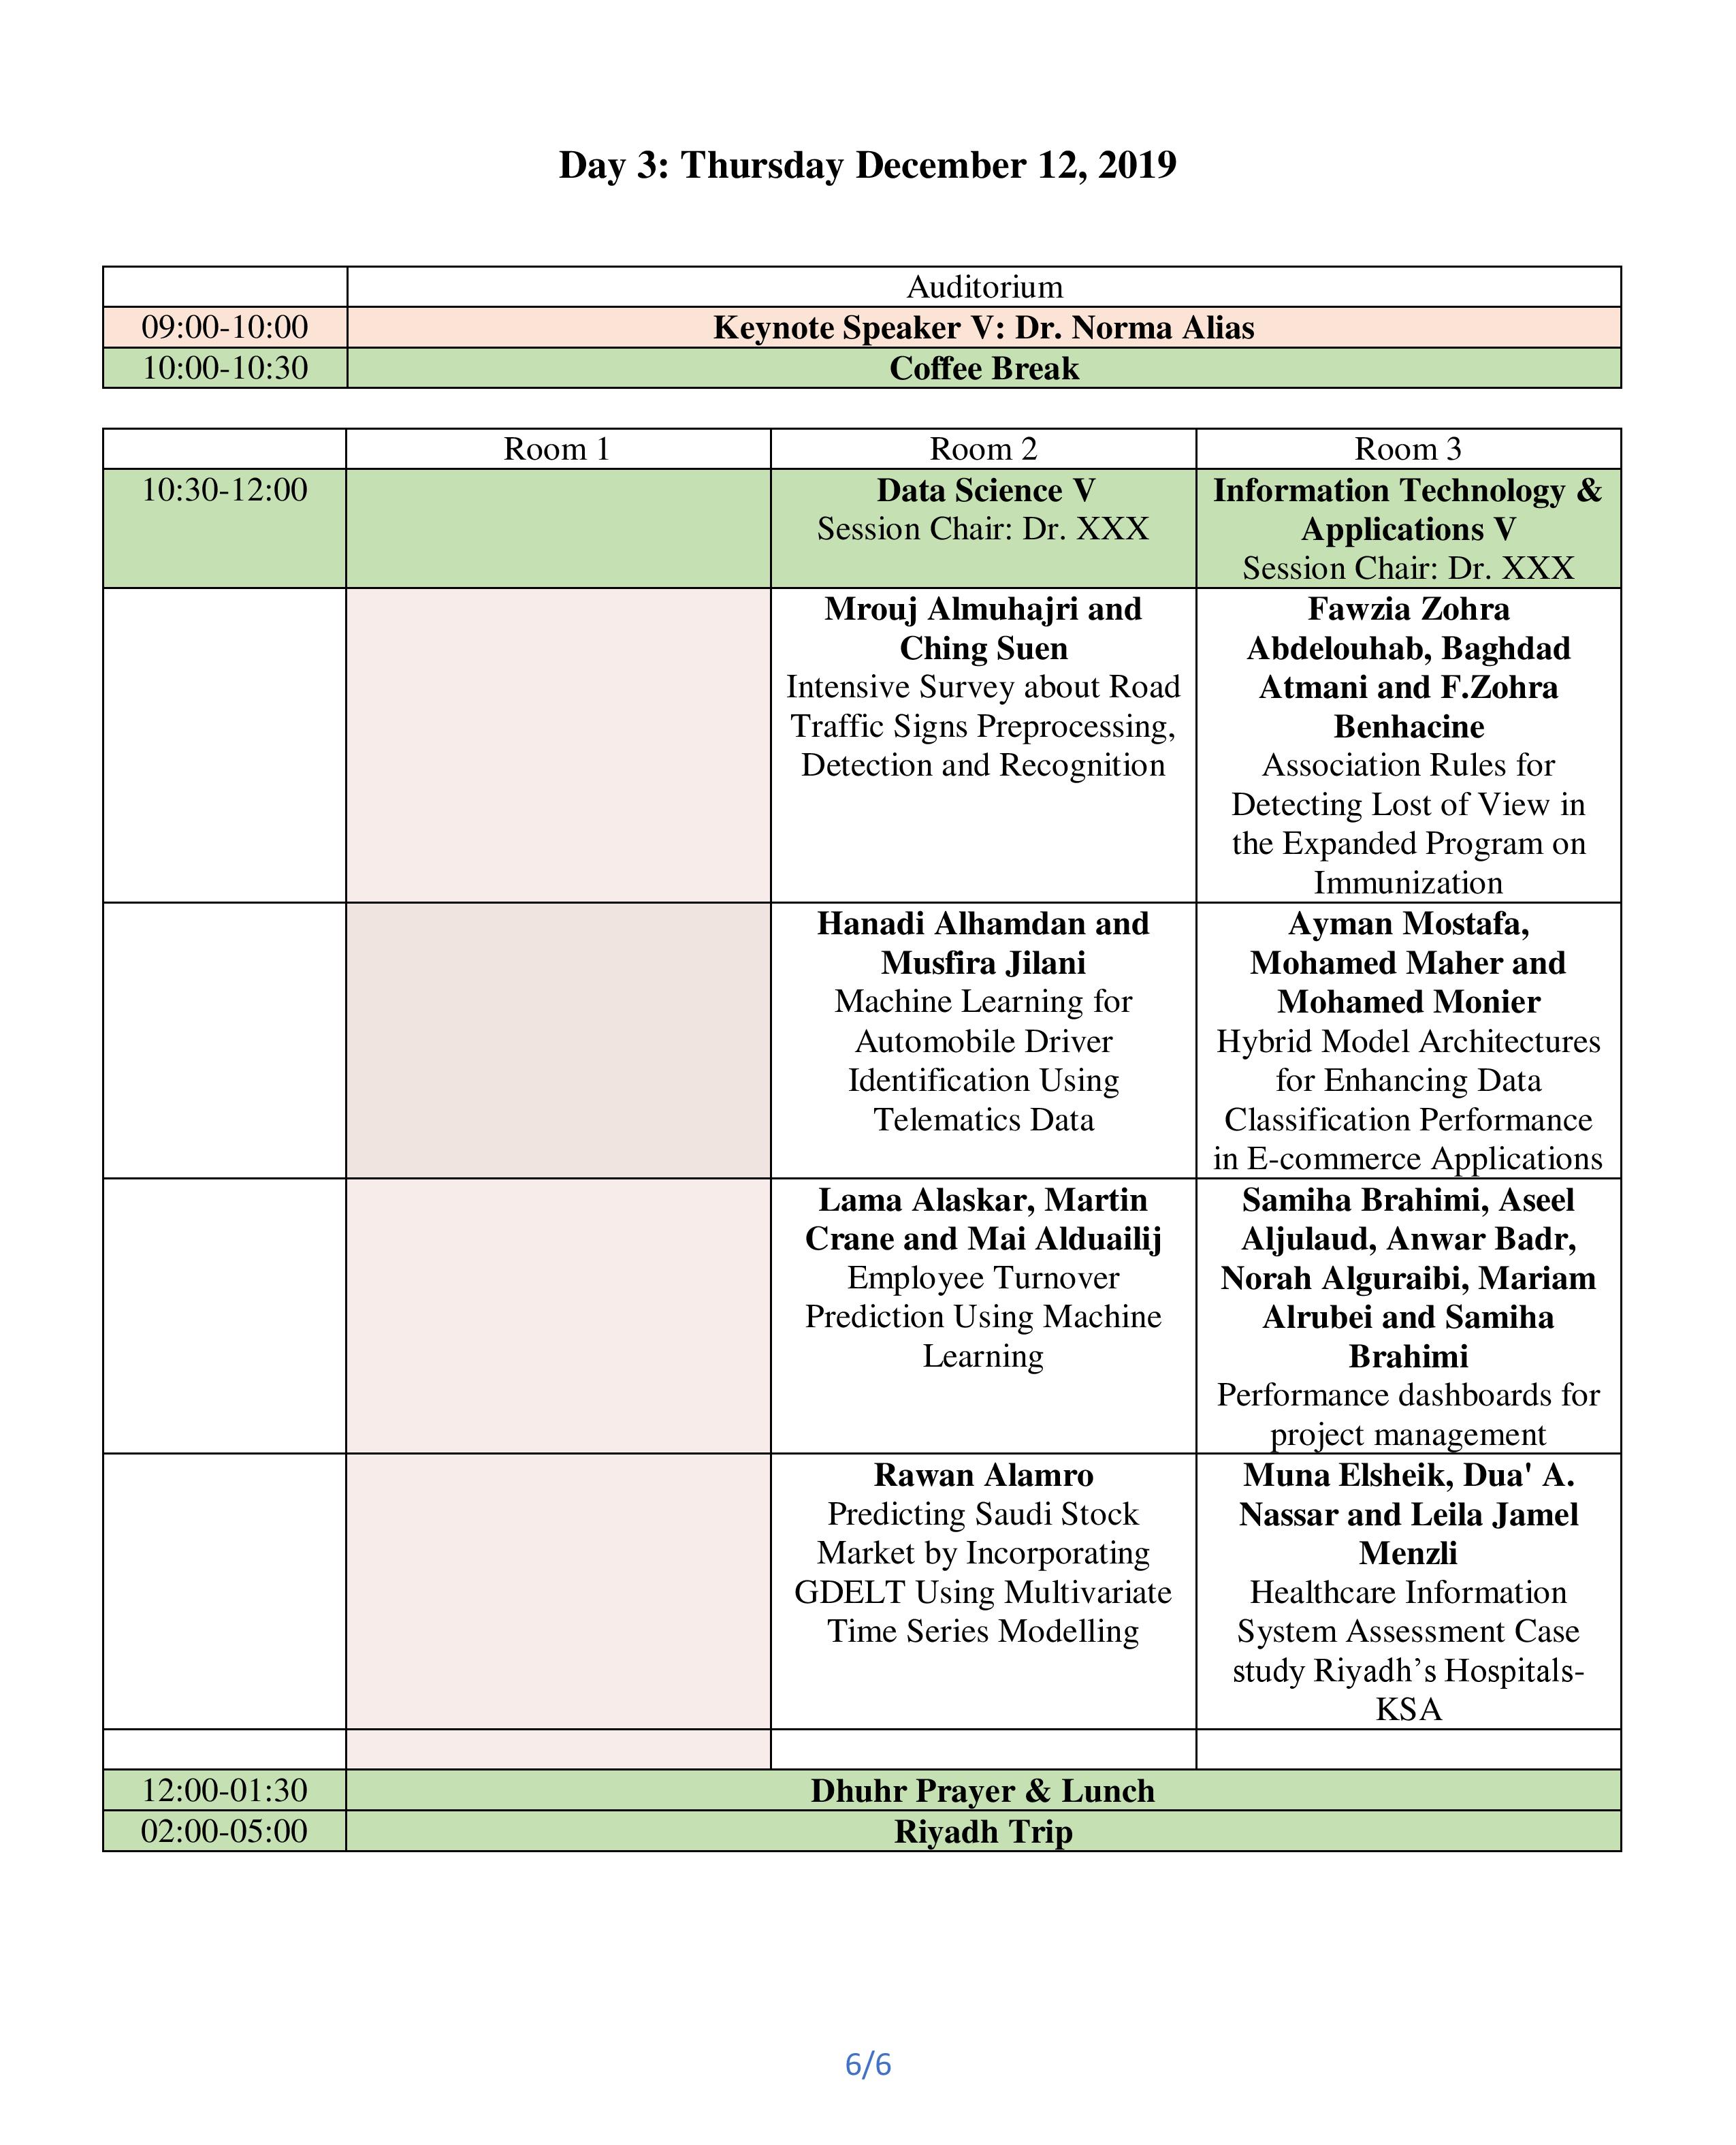 Day 3: Thursday December 12, 2019
Auditorium
09:00-10:00 Keynote Speaker V: Dr. Norma Alias
10:00-10:30 Coffee Break
Room 1 Room 2 Room 3
10:30-12:00
Data Science V
Session Chair: Dr. XXX
Information Technology &
Applications V
Session Chair: Dr. XXX
Mrouj Almuhajri and
Ching Suen
Intensive Survey about Road
Traffic Signs Preprocessing,
Detection and Recognition
Fawzia Zohra
Abdelouhab, Baghdad
Atmani and F.Zohra
Benhacine
Association Rules for
Detecting Lost of View in
the Expanded Program on
Immunization
Hanadi Alhamdan and
Musfira Jilani
Machine Learning for
Automobile Driver
Identification Using
Telematics Data
Ayman Mostafa,
Mohamed Maher and
Mohamed Monier
Hybrid Model Architectures
for Enhancing Data
Classification Performance
in E-commerce Applications
Lama Alaskar, Martin
Crane and Mai Alduailij
Employee Turnover
Prediction Using Machine
Learning
Samiha Brahimi, Aseel
Aljulaud, Anwar Badr,
Norah Alguraibi, Mariam
Alrubei and Samiha
Brahimi
Performance dashboards for
project management
Rawan Alamro
Predicting Saudi Stock
Market by Incorporating
GDELT Using Multivariate
Time Series Modelling
Muna Elsheik, Dua' A.
Nassar and Leila Jamel
Menzli
Healthcare Information
System Assessment Case
study Riyadh’s Hospitals-
KSA
12:00-01:30 Dhuhr Prayer & Lunch
02:00-05:00 Riyadh Trip
6/6